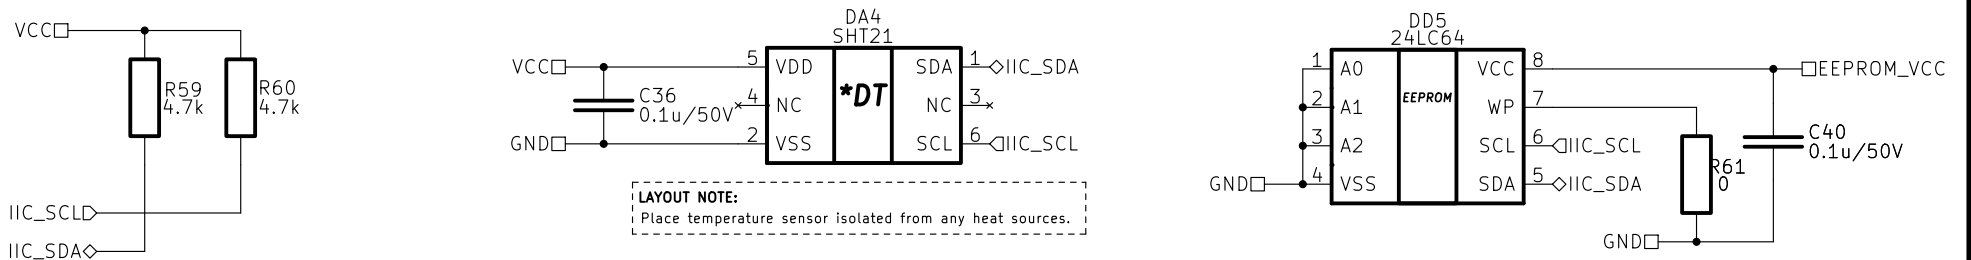 VCC
R59
4.7k
R60
4.7k
IIC_SCL
IIC_SDA
DA4
SHT21
VCC
5
VDD
SDA
1
IIC_SDA
C36
0.1u/50V
4
NC
*DT
NC
3
GND
2
VSS
SCL
6
IIC_SCL
LAYOUT NOTE:
Place temperature sensor isolated from any heat sources.
DD5
24LC64
1
A0
VCC
8
EEPROM_VCC
2
A1
EEPROM
WP
7
3
A2
SCL
6
IIC_SCL
C40
0.1u/50V
GND
4
VSS
SDA
5
IIC_SDA
R61
0
GND